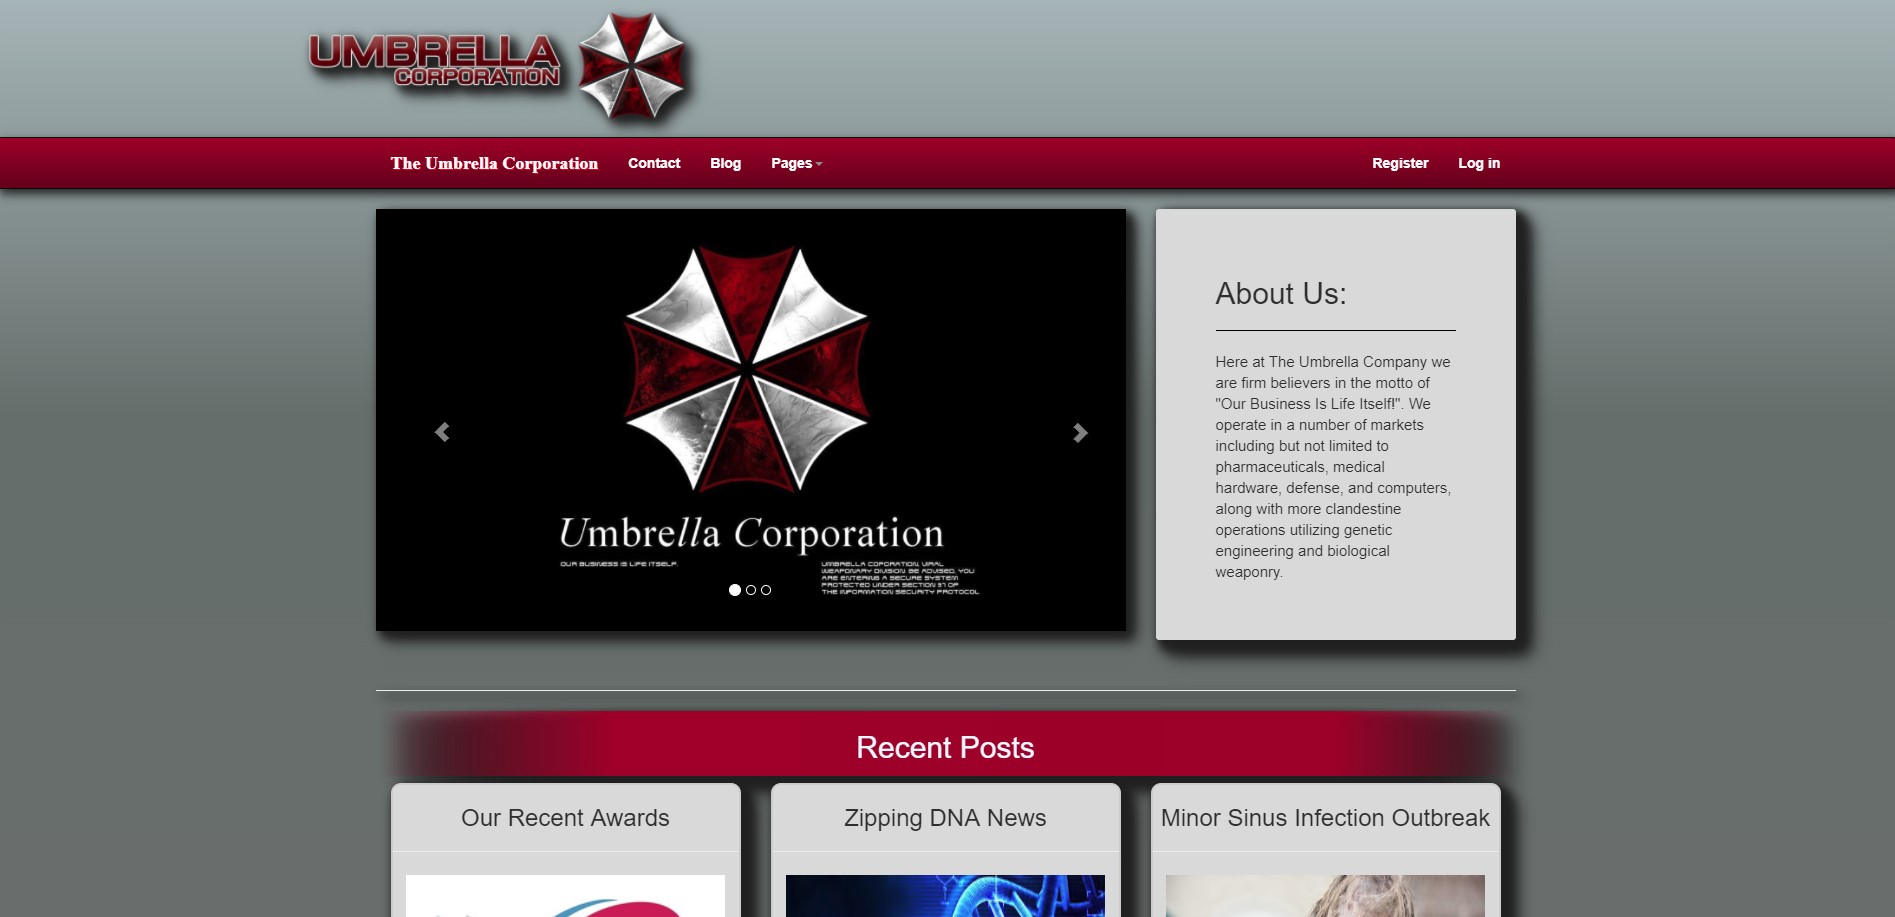 UMBRELLA
CORPORATION
The Umbrella Corporation Contact Blog Pages Register Log in
Umbrella Corporation
OUR BUSINESS IS LIFE ITSELF.
UMBRELLA CORPORATION, URAL
WEAPONARY DIVISION. BE ADVISED, YOU
ARE ENTERING A SECURE SYSTEM
PROTECTED UNDER SECTION 37 OF
THE INFORMATION SECURITY PROTOCOL
About Us:
Here at The Umbrella Company we
are firm believers in the motto of
"Our Business Is Life Itself!". We
operate in a number of markets
including but not limited to
pharmaceuticals, medical
hardware, defense, and computers,
along with more clandestine
operations utilizing genetic
engineering and biological
weaponry.
Recent Posts
Our Recent Awards
Zipping DNA News
Minor Sinus Infection Outbreak